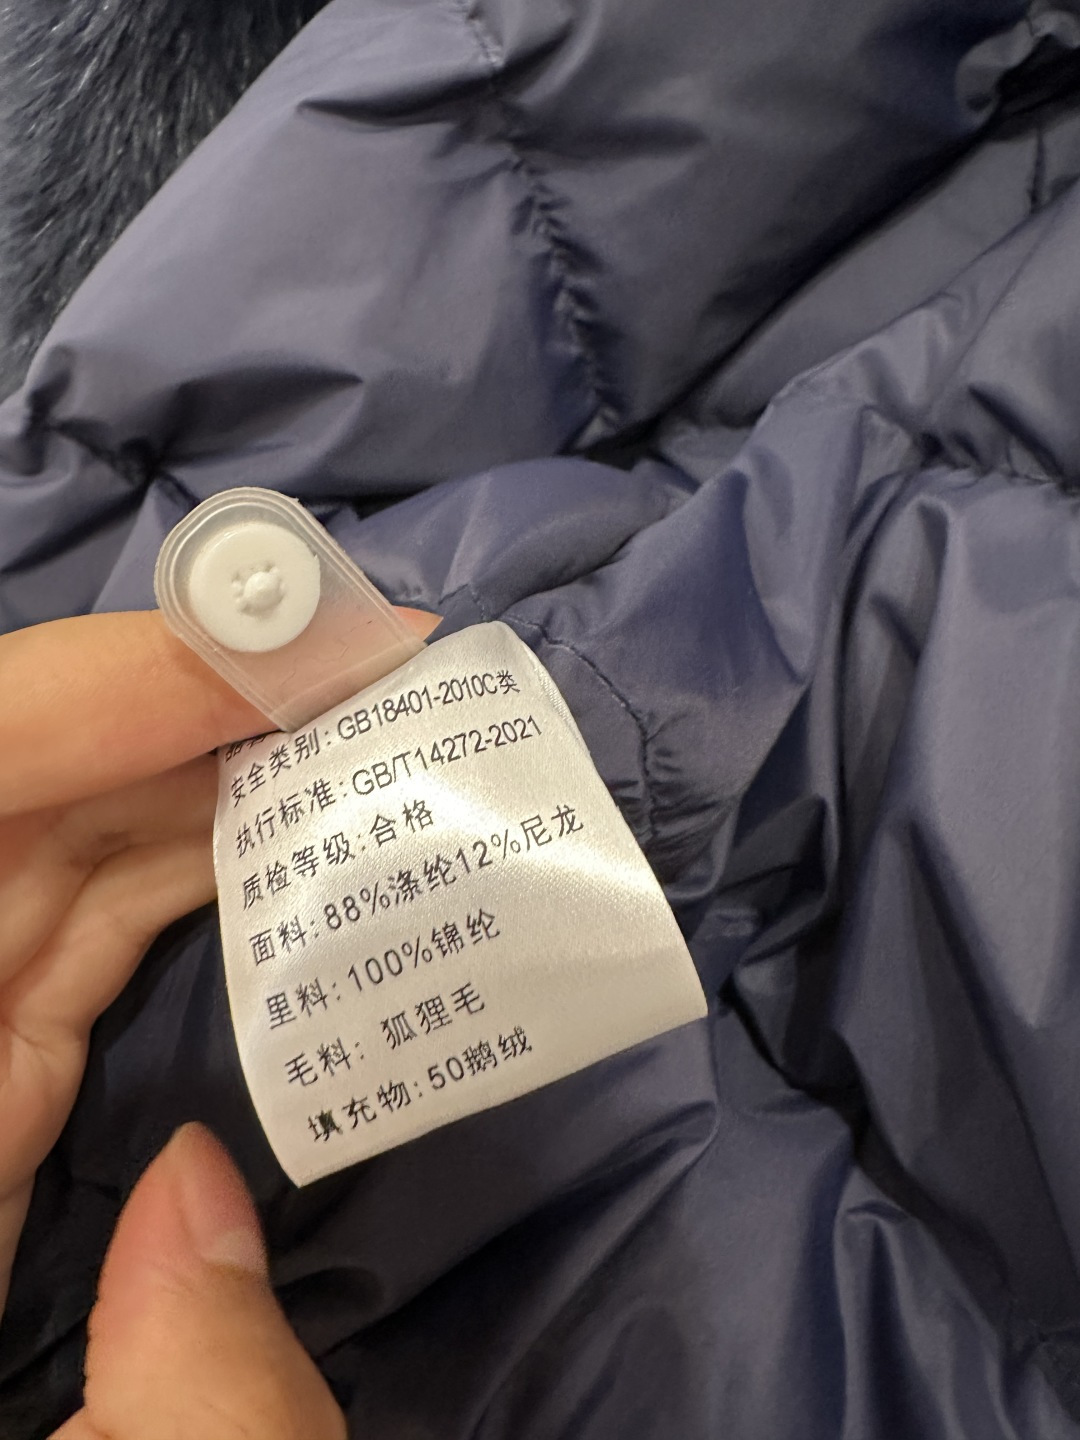 安全类别:GB18401-2010C类
执行标准:GB/T14272-2021
质检等级:合格
面料:88%涤纶12%尼龙
里料:100%锦纶
毛料: 狐狸毛
填充物:50鹅绒